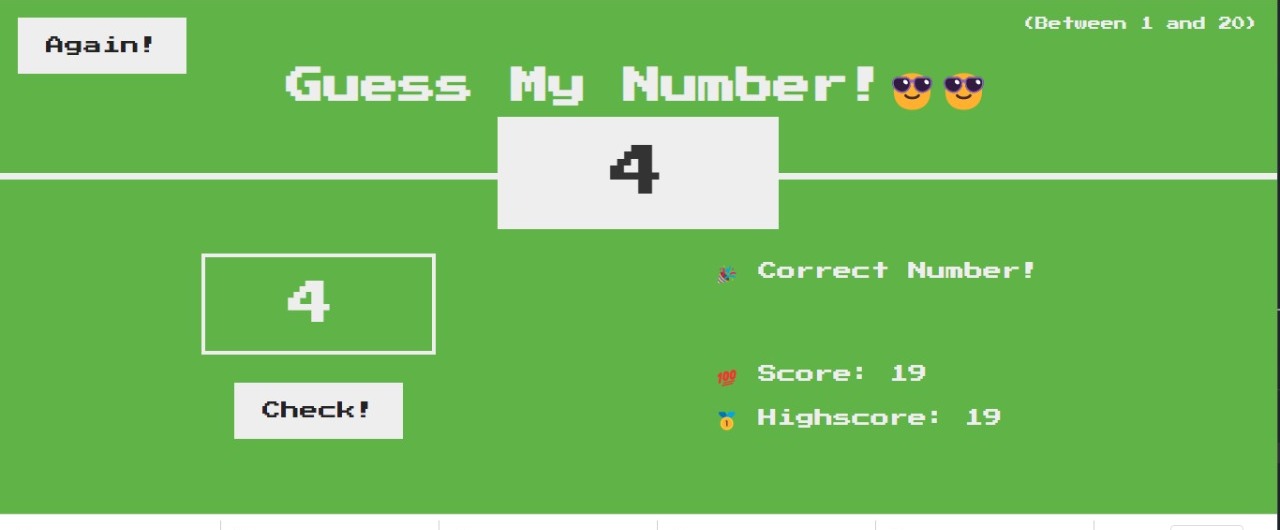 Again!
(Between 1 and 20)
Guess My Number!😎😎
4
4
Check!
🎉 Correct Number!
💯 Score: 19
🥇 Highscore: 19